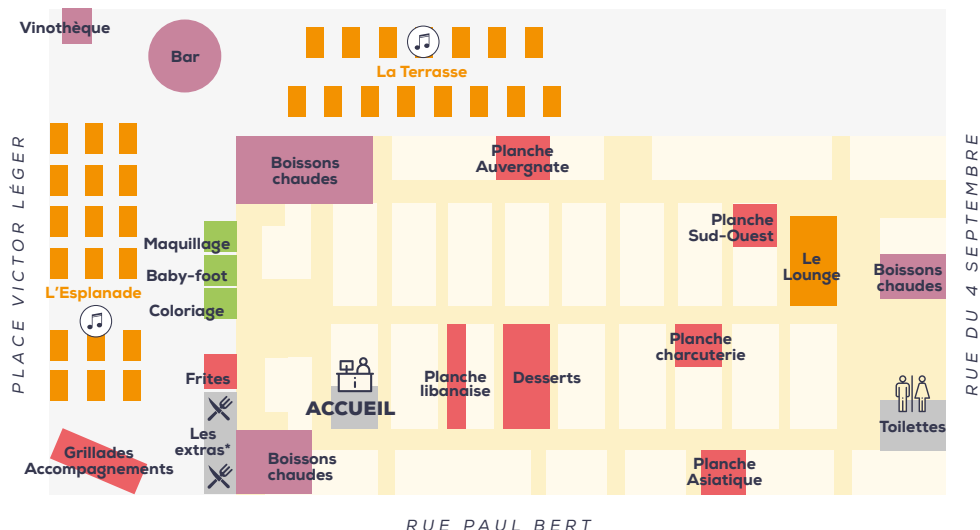 Vinothèque
Bar
La Terrasse
PLACE VICTOR LÉGER
RUE DU 4 SEPTEMBRE
Boissons
chaudes
Planche
Auvergnate
Planche
Sud-Ouest
Maquillage
Baby-foot
Coloriage
L'Esplanade
Le
Lounge
Boissons
chaudes
Frites
i
ACCUEIL
Planche
libanaise
Desserts
Planche
charcuterie
Toilettes
Les
extras*
Grillades
Accompagnements
Boissons
chaudes
Planche
Asiatique
RUE PAUL BERT